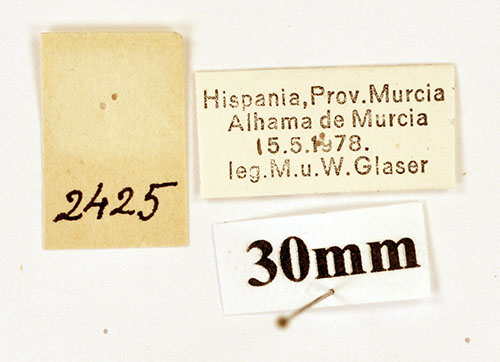 2425
Hispania, Prov. Murcia
Alhama de Murcia
15.5.1978.
leg. M. u. W. Glaser
30mm